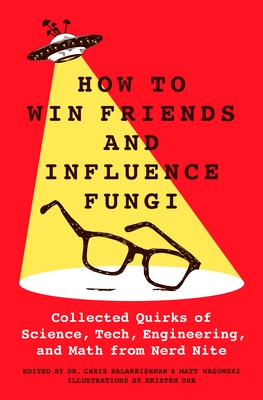 HOW TO
WIN FRIENDS
AND
INFLUENCE
FUNGI
Collected Quirks of
Science, Tech, Engineering,
and Math from Nerd Nite
EDITED BY DR. CHRIS BALAKRISHNAN & MATT WASOWSKI
ILLUSTRATIONS BY KRISTEN ORR